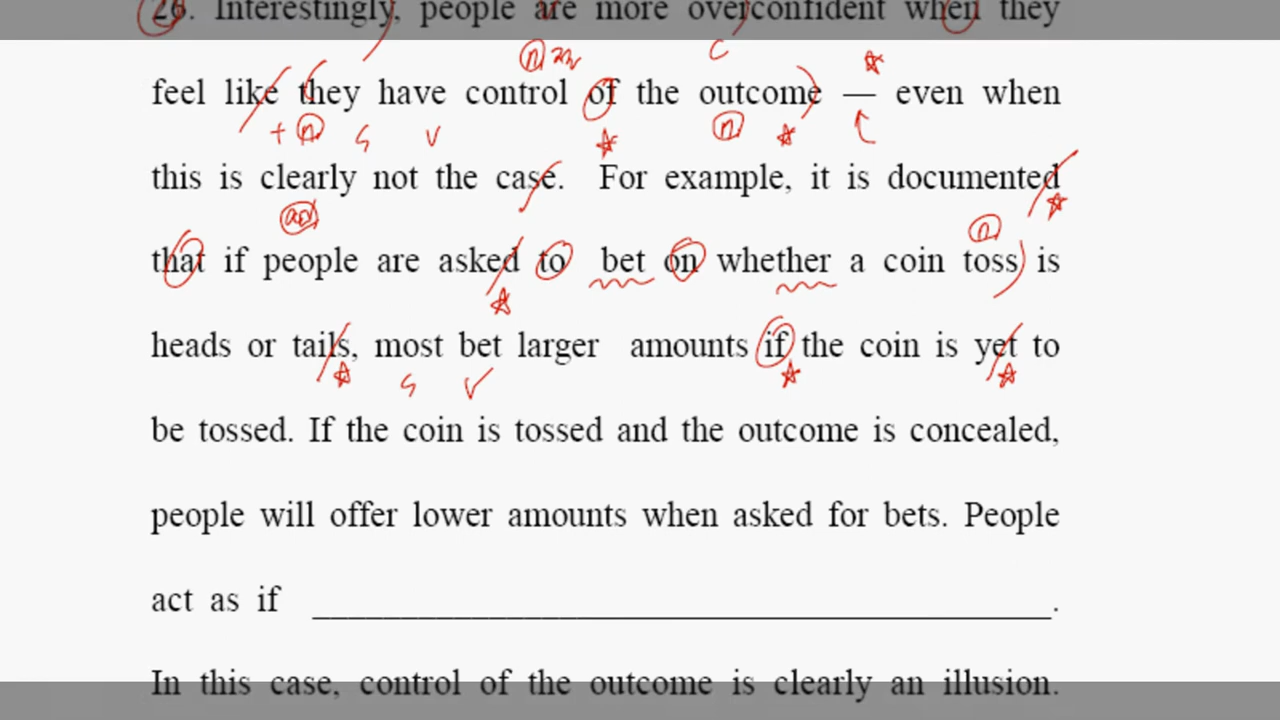 26. Interestingly, people are more overconfident when they
feel like they have control of the outcome — even when
this is clearly not the case. For example, it is documented
that if people are asked to bet on whether a coin toss is
heads or tails, most bet larger amounts if the coin is yet to
be tossed. If the coin is tossed and the outcome is concealed,
people will offer lower amounts when asked for bets. People
act as if ____________________.
In this case, control of the outcome is clearly an illusion.